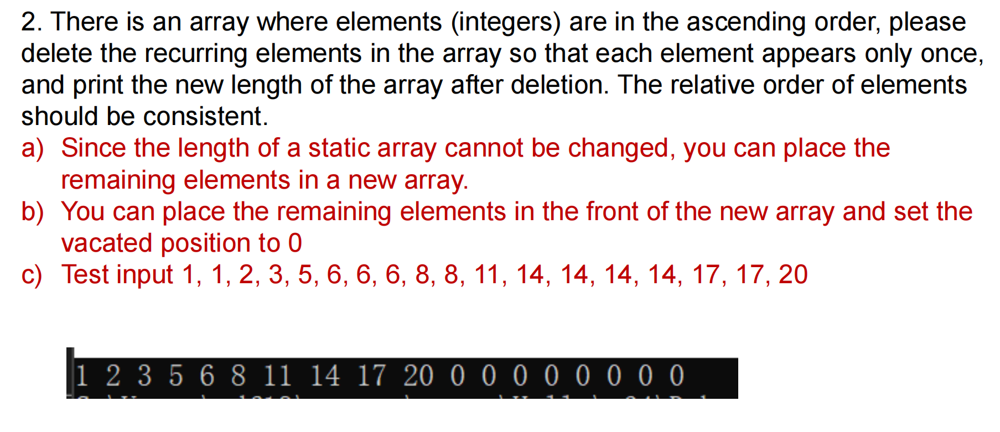 2. There is an array where elements (integers) are in the ascending order, please
delete the recurring elements in the array so that each element appears only once,
and print the new length of the array after deletion. The relative order of elements
should be consistent.
a) Since the length of a static array cannot be changed, you can place the
remaining elements in a new array.
b) You can place the remaining elements in the front of the new array and set the
vacated position to 0
c) Test input 1, 1, 2, 3, 5, 6, 6, 6, 8, 8, 11, 14, 14, 14, 14, 17, 17, 20
1 2 3 5 6 8 11 14 17 20 0 0 0 0 0 0 0 0